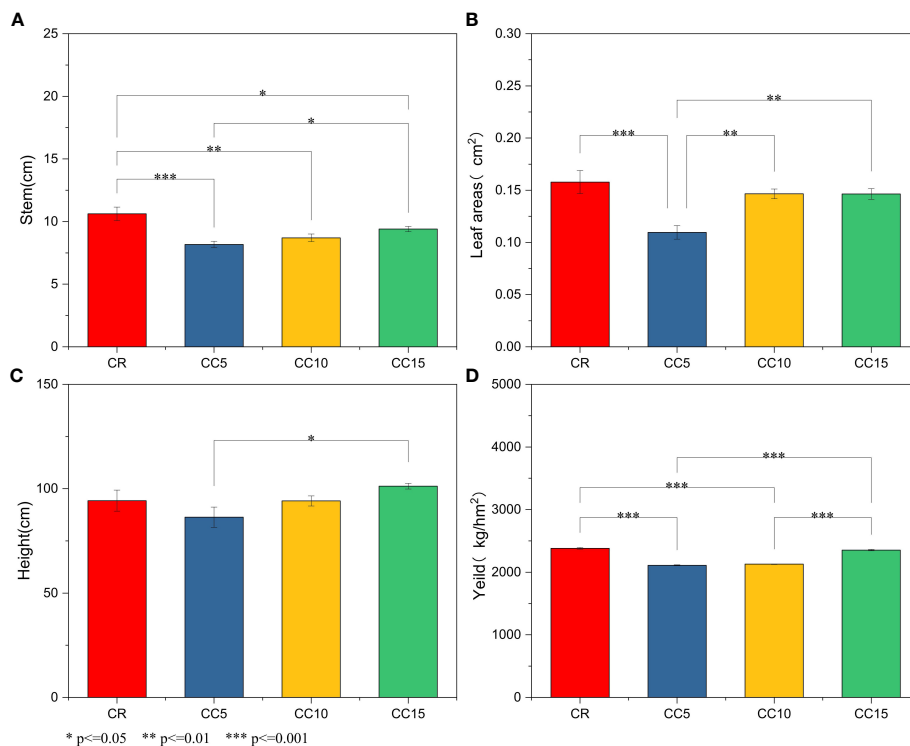 A
Stem(cm)
25
20
15
10
5
0
*
*
**
***
CR CC5 CC10 CC15
B
Leaf areas( cm²)
0.30
0.25
0.20
0.15
0.10
0.05
0.00
**
*** **
CR CC5 CC10 CC15
C
Height(cm)
150
100
50
0
*
CR CC5 CC10 CC15
D
Yeild( kg/hm²)
5000
4000
3000
2000
1000
0
***
***
*** ***
CR CC5 CC10 CC15
* p<=0.05 ** p<=0.01 *** p<=0.001